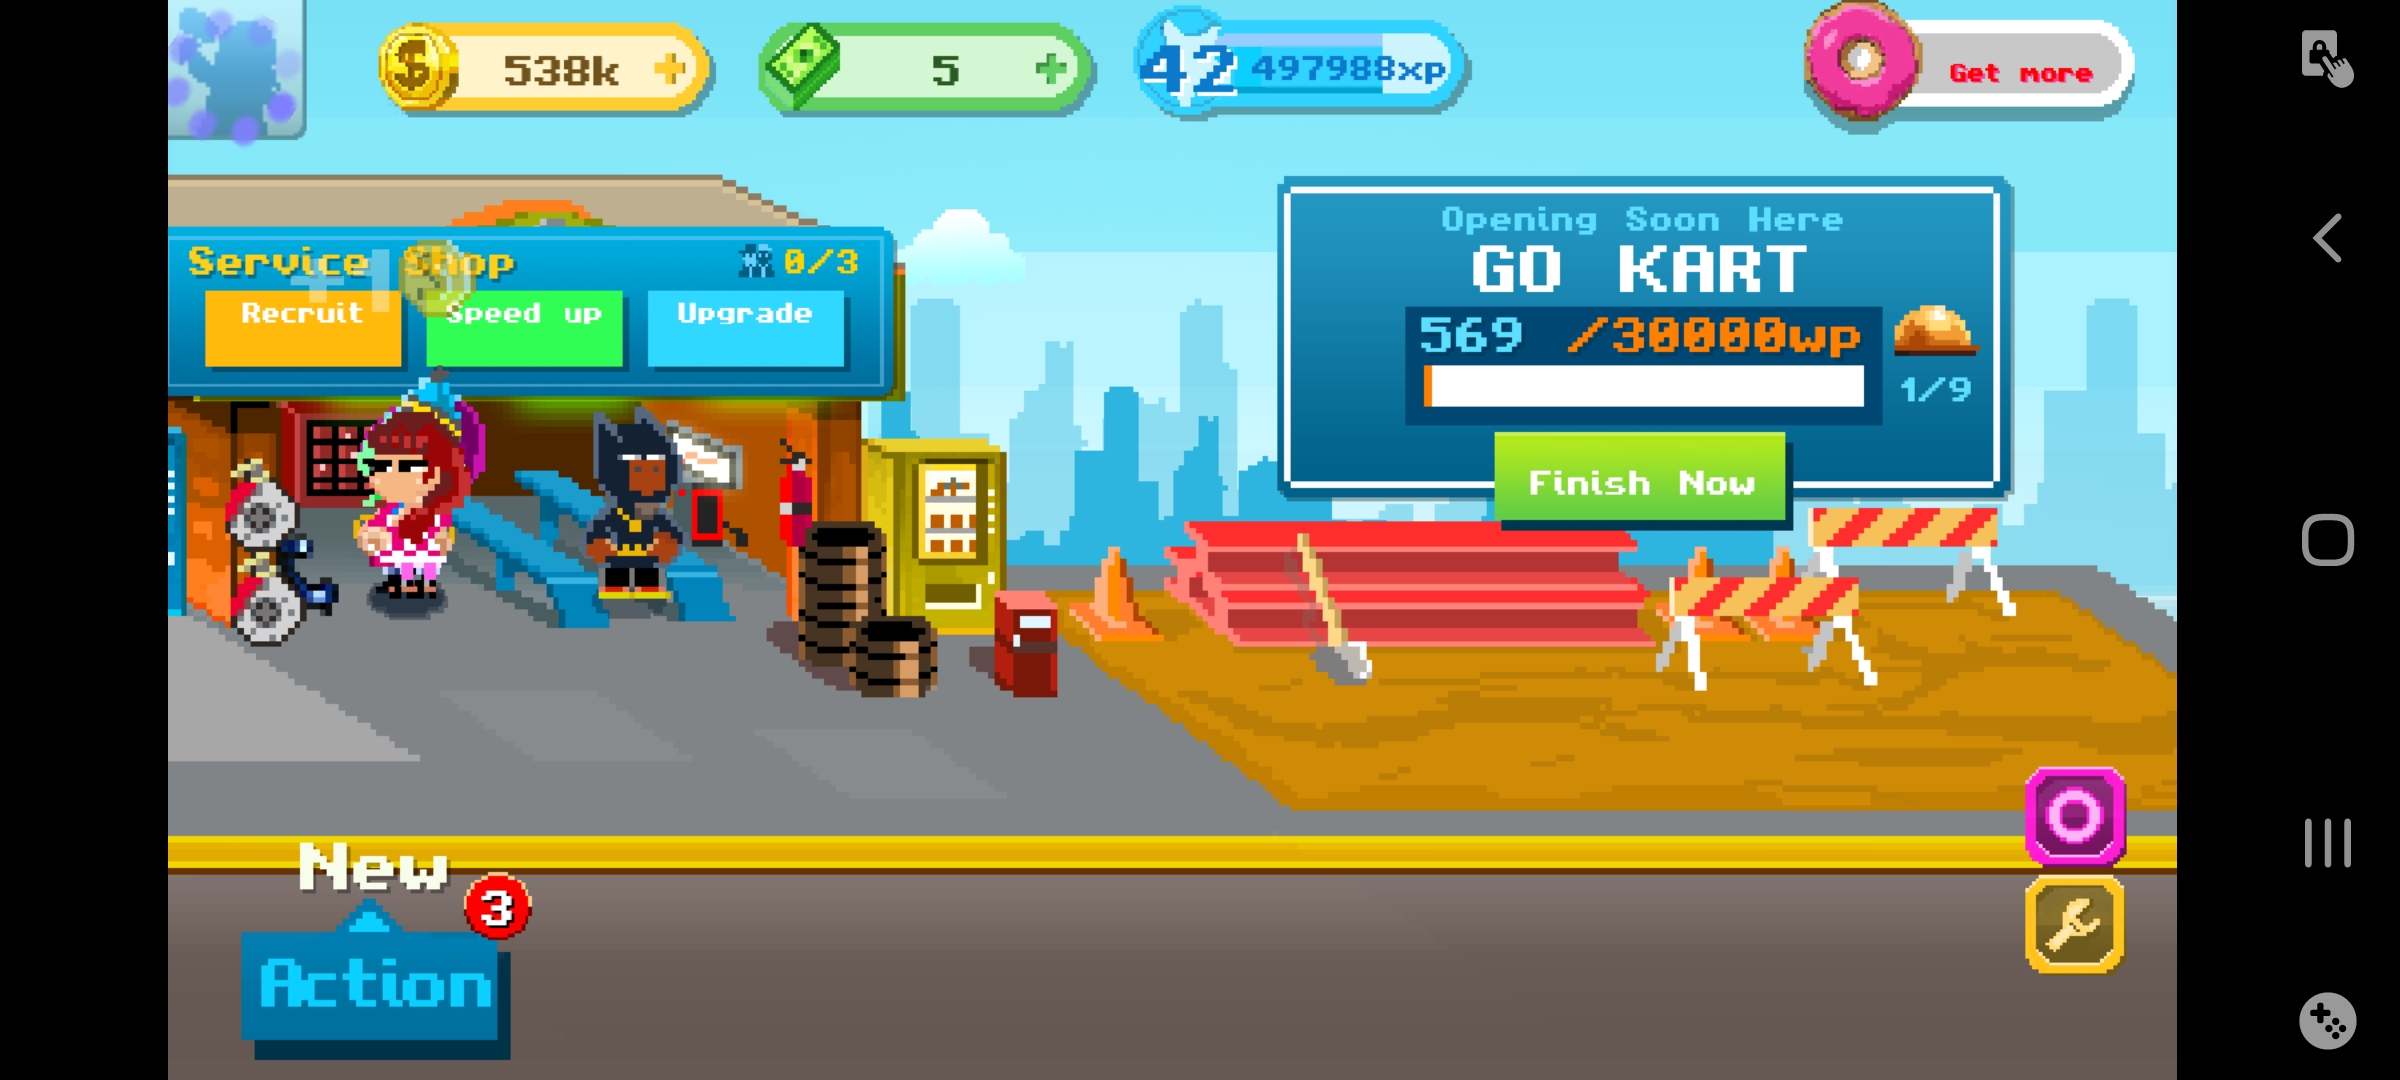 538k
5
42 497988xp
Get more
Service Shop 0/3
Recruit Speed up Upgrade
Opening Soon Here
GO KART
569 /30000wp
1/9
Finish Now
New
3
Action